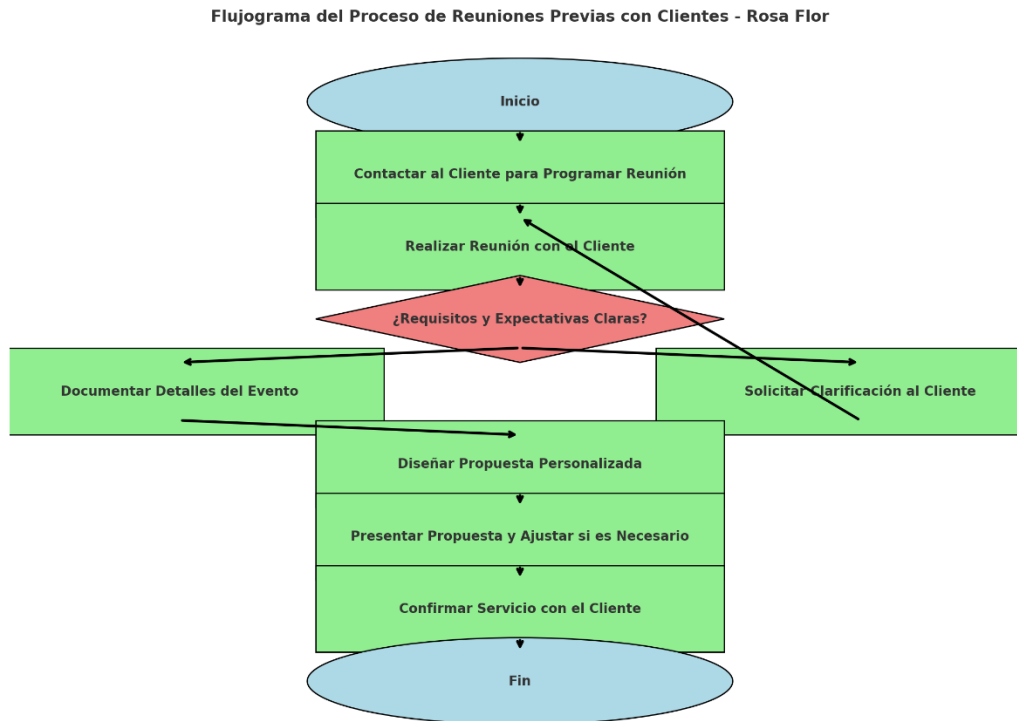 Flujograma del Proceso de Reuniones Previas con Clientes - Rosa Flor
Inicio
Contactar al Cliente para Programar Reunión
Realizar Reunión con el Cliente
¿Requisitos y Expectativas Claras?
Documentar Detalles del Evento
Solicitar Clarificación al Cliente
Diseñar Propuesta Personalizada
Presentar Propuesta y Ajustar si es Necesario
Confirmar Servicio con el Cliente
Fin